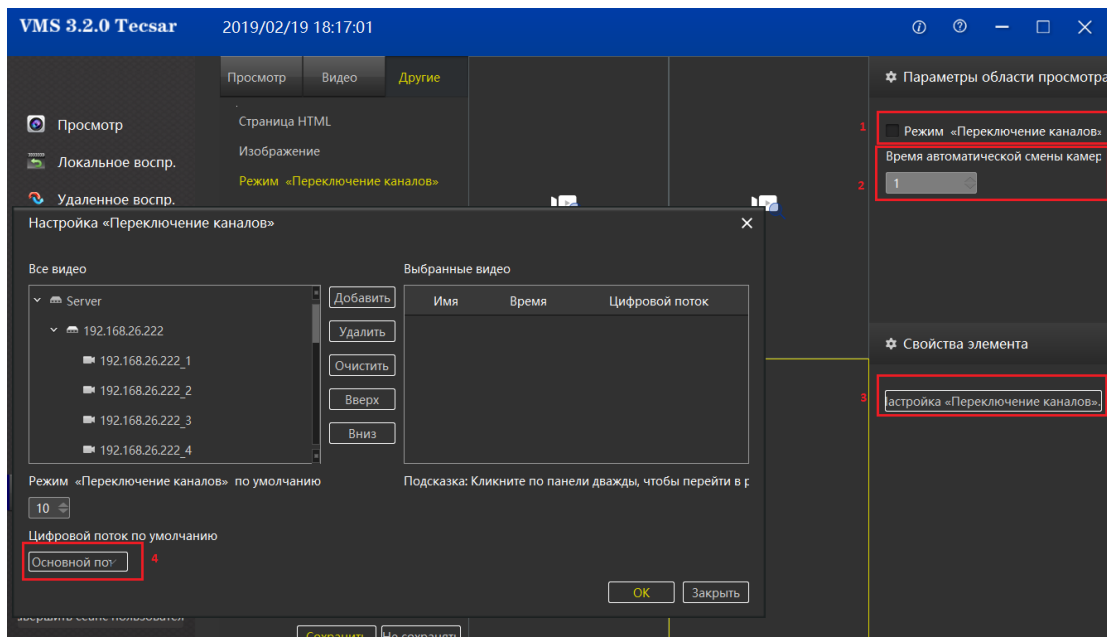 VMS 3.2.0 Tecsar
2019/02/19 18:17:01
Просмотр
Видео
Другие
Параметры области просмотра
Страница HTML
Изображение
Режим «Переключение каналов»
Просмотр
Локальное воспр.
Удаленное воспр.
1
Режим «Переключение каналов»
Время автоматической смены камер
2
1
Настройка «Переключение каналов»
Все видео
Выбранные видео
Server
192.168.26.222
192.168.26.222_1
192.168.26.222_2
192.168.26.222_3
192.168.26.222_4
Добавить
Удалить
Очистить
Вверх
Вниз
Имя
Время
Цифровой поток
Свойства элемента
3
«Переключение каналов».
Режим «Переключение каналов» по умолчанию
10
Подсказка: Кликните по панели дважды, чтобы перейти в р
Цифровой поток по умолчанию
Основной пот
4
OK
Закрыть
Сохранить
Не сохранять